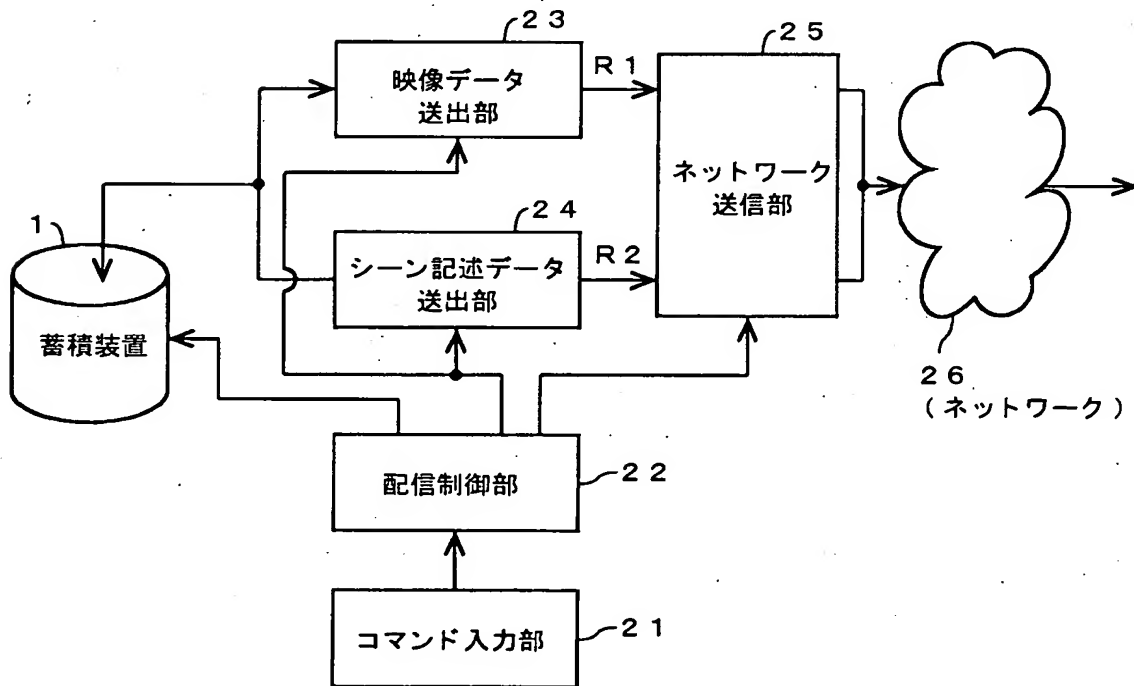 ２３
映像データ
送出部
Ｒ１
２５
ネットワーク
送信部
２４
シーン記述データ
送出部
Ｒ２
１
蓄積装置
２６
（ネットワーク）
配信制御部
２２
コマンド入力部
２１